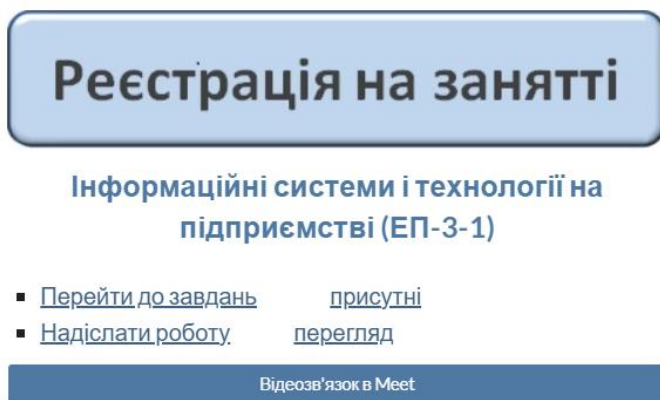 Реєстрація на занятті
Інформаційні системи і технології на
підприємстві (ЕП-3-1)
Перейти до завдань присутні
Надіслати роботу перегляд
Відеозв'язок в Meet